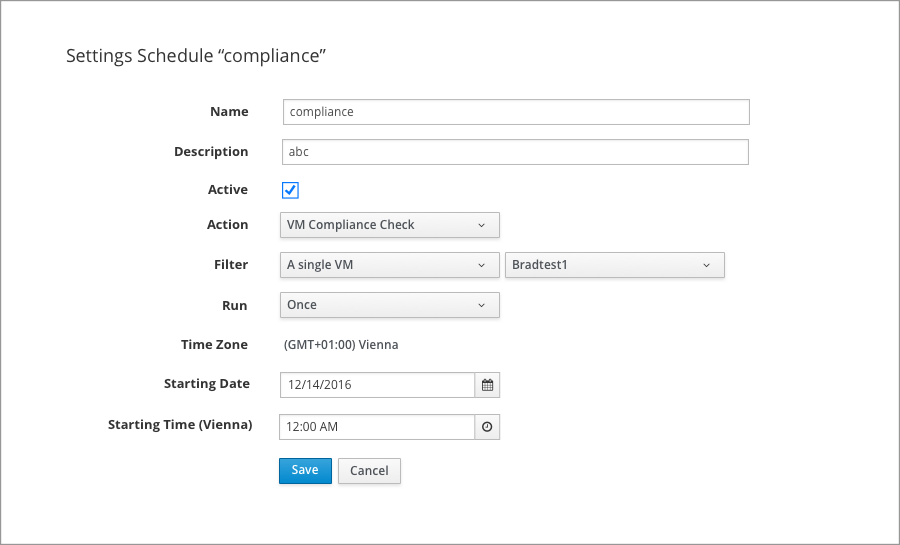 Settings Schedule “compliance”
Name compliance
Description abc
Active
Action VM Compliance Check
Filter A single VM Bradtest1
Run Once
Time Zone (GMT+01:00) Vienna
Starting Date 12/14/2016
Starting Time (Vienna) 12:00 AM
Save Cancel